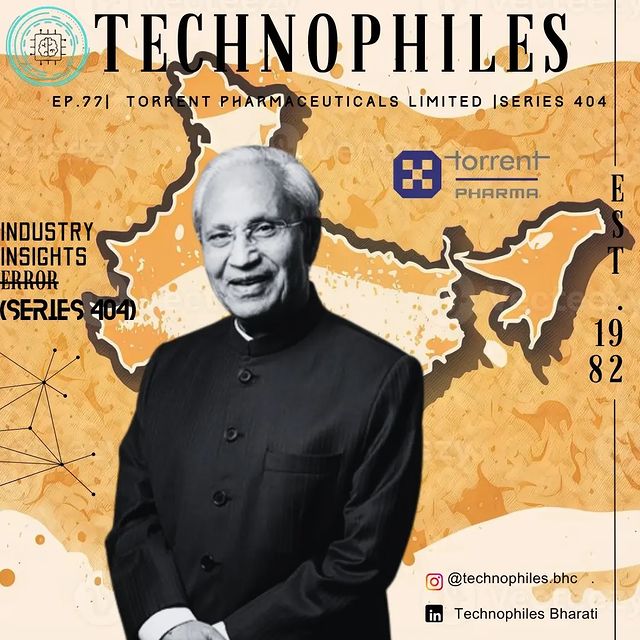 TECHNOPHILES
EP.77| TORRENT PHARMACEUTICALS LIMITED |SERIES 404
torrent
PHARMA
EST. 1982
INDUSTRY
INSIGHTS
ERROR
(SERIES 404)
@technophiles.bhc .
Technophiles Bharati